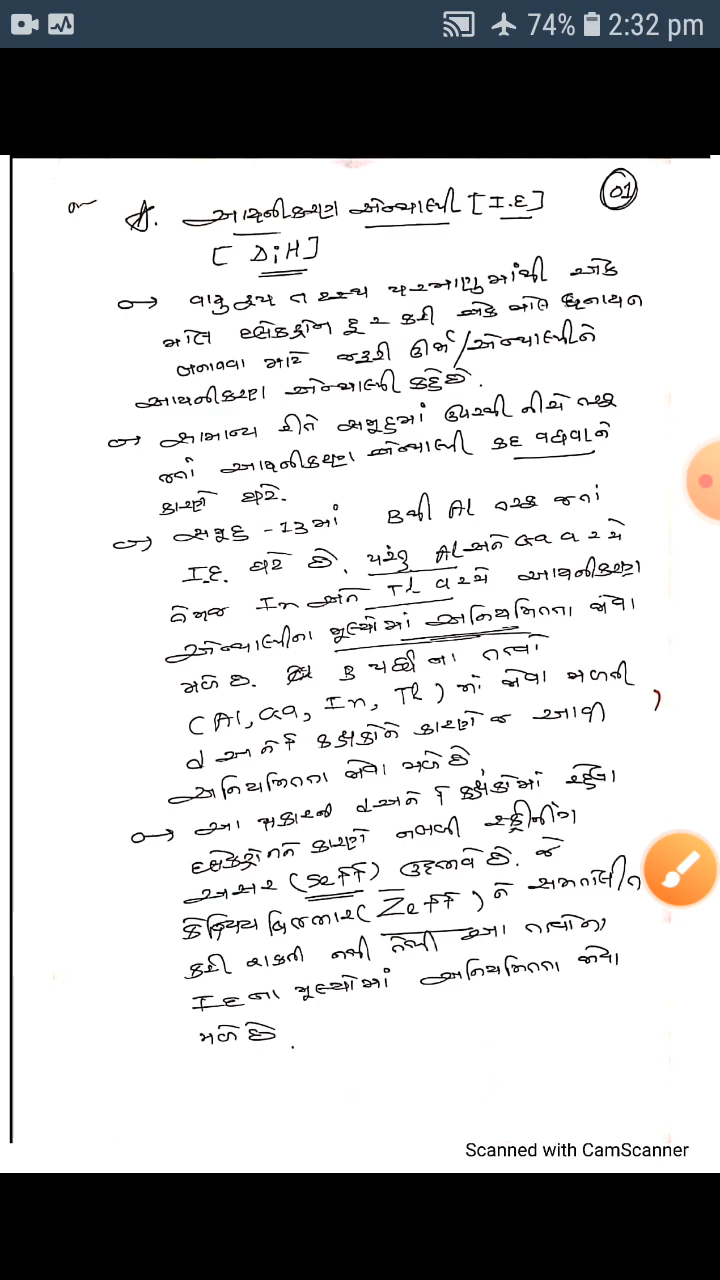 74% 2:32 pm
01
A. આયનીકરણ એન્થાલ્પી [I.E]
[ΔiH]
વાયુરૂપ તટસ્થ પરમાણુમાંથી એક
મોલ ઇલેક્ટ્રોન દૂર કરી એક મોલ ધનાયન
બનાવવા માટે જરૂરી ઊર્જા/એન્થાલ્પીને
આયનીકરણ એન્થાલ્પી કહે છે.
સામાન્ય રીતે સમૂહમાં ઉપરથી નીચે તરફ
જતાં આયનીકરણ એન્થાલ્પી કદ વધવાને
કારણે ઘટે.
સમૂહ -13માં Bથી Al તરફ જતાં
I.E. ઘટે છે. પરંતુ Al અને Ga વચ્ચે
તેમજ In અને Tl વચ્ચે આયનીકરણ
એન્થાલ્પીના મૂલ્યોમાં અનિયમિતતા જોવા
મળે છે. B પછીના તત્વો
(Al, Ga, In, Tl) માં જોવા મળતી
d અને f કક્ષકોને કારણે જ આવી
અનિયમિતતા જોવા મળે છે.
આ પ્રકારની d અને f કક્ષકોમાં રહેલા
ઇલેક્ટ્રોનને કારણે નબળી સ્ક્રીનીંગ
અસર (Seff) ઉદ્દભવે છે. જે
કેન્દ્રિય વિજભાર (Zeff) ને સમતોલીત
કરી શકતી નથી તેથી આ તત્વોના
IEના મૂલ્યોમાં અનિયમિતતા જોવા
મળે છે.
Scanned with CamScanner